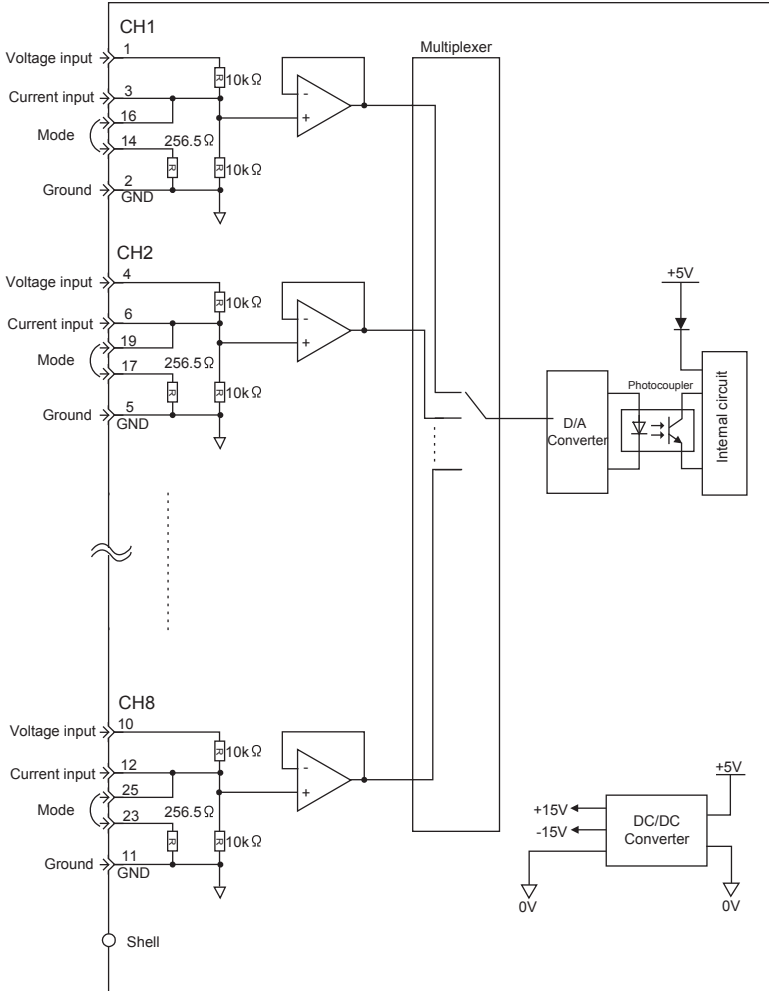 CH1
Voltage input 1
10kΩ
Current input 3
16
Mode
14 256.5Ω
10kΩ
Ground 2
GND
R
R
R
-
+
Multiplexer
CH2
Voltage input 4
10kΩ
Current input 6
19
Mode
17 256.5Ω
10kΩ
Ground 5
GND
R
R
R
-
+
D/A
Converter
Photocoupler
+5V
Internal circuit
CH8
Voltage input 10
10kΩ
Current input 12
25
Mode
23 256.5Ω
10kΩ
Ground 11
GND
R
R
R
-
+
+5V
+15V
-15V
DC/DC
Converter
0V
0V
Shell